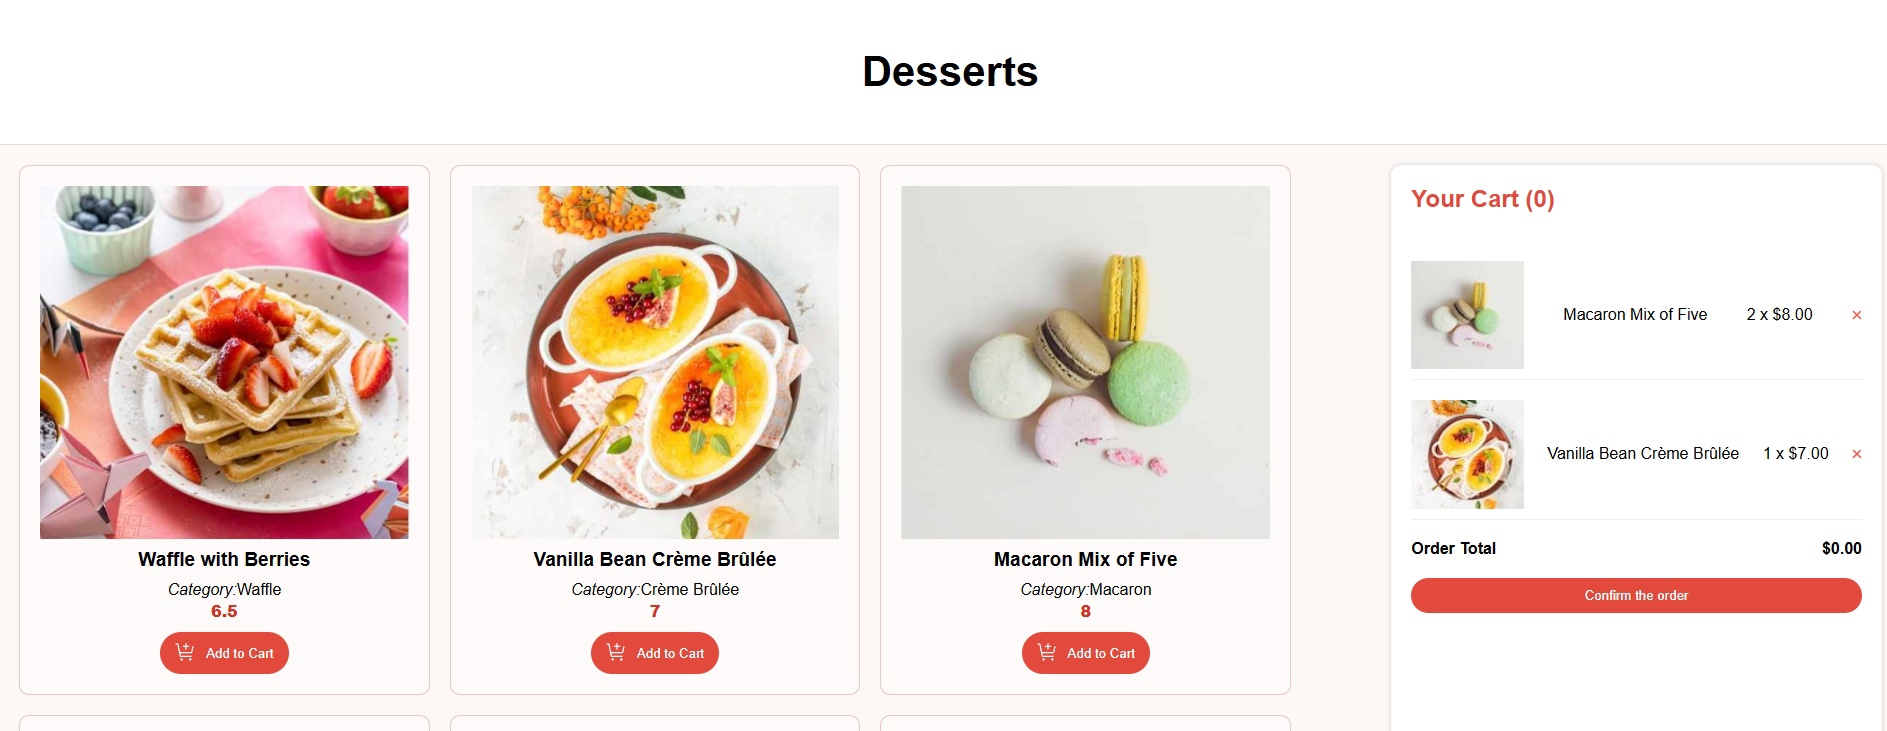 Desserts
Waffle with Berries
Category:Waffle
6.5
Add to Cart
Vanilla Bean Crème Brûlée
Category:Crème Brûlée
7
Add to Cart
Macaron Mix of Five
Category:Macaron
8
Add to Cart
Your Cart (0)
Macaron Mix of Five 2 x $8.00 ×
Vanilla Bean Crème Brûlée 1 x $7.00 ×
Order Total $0.00
Confirm the order